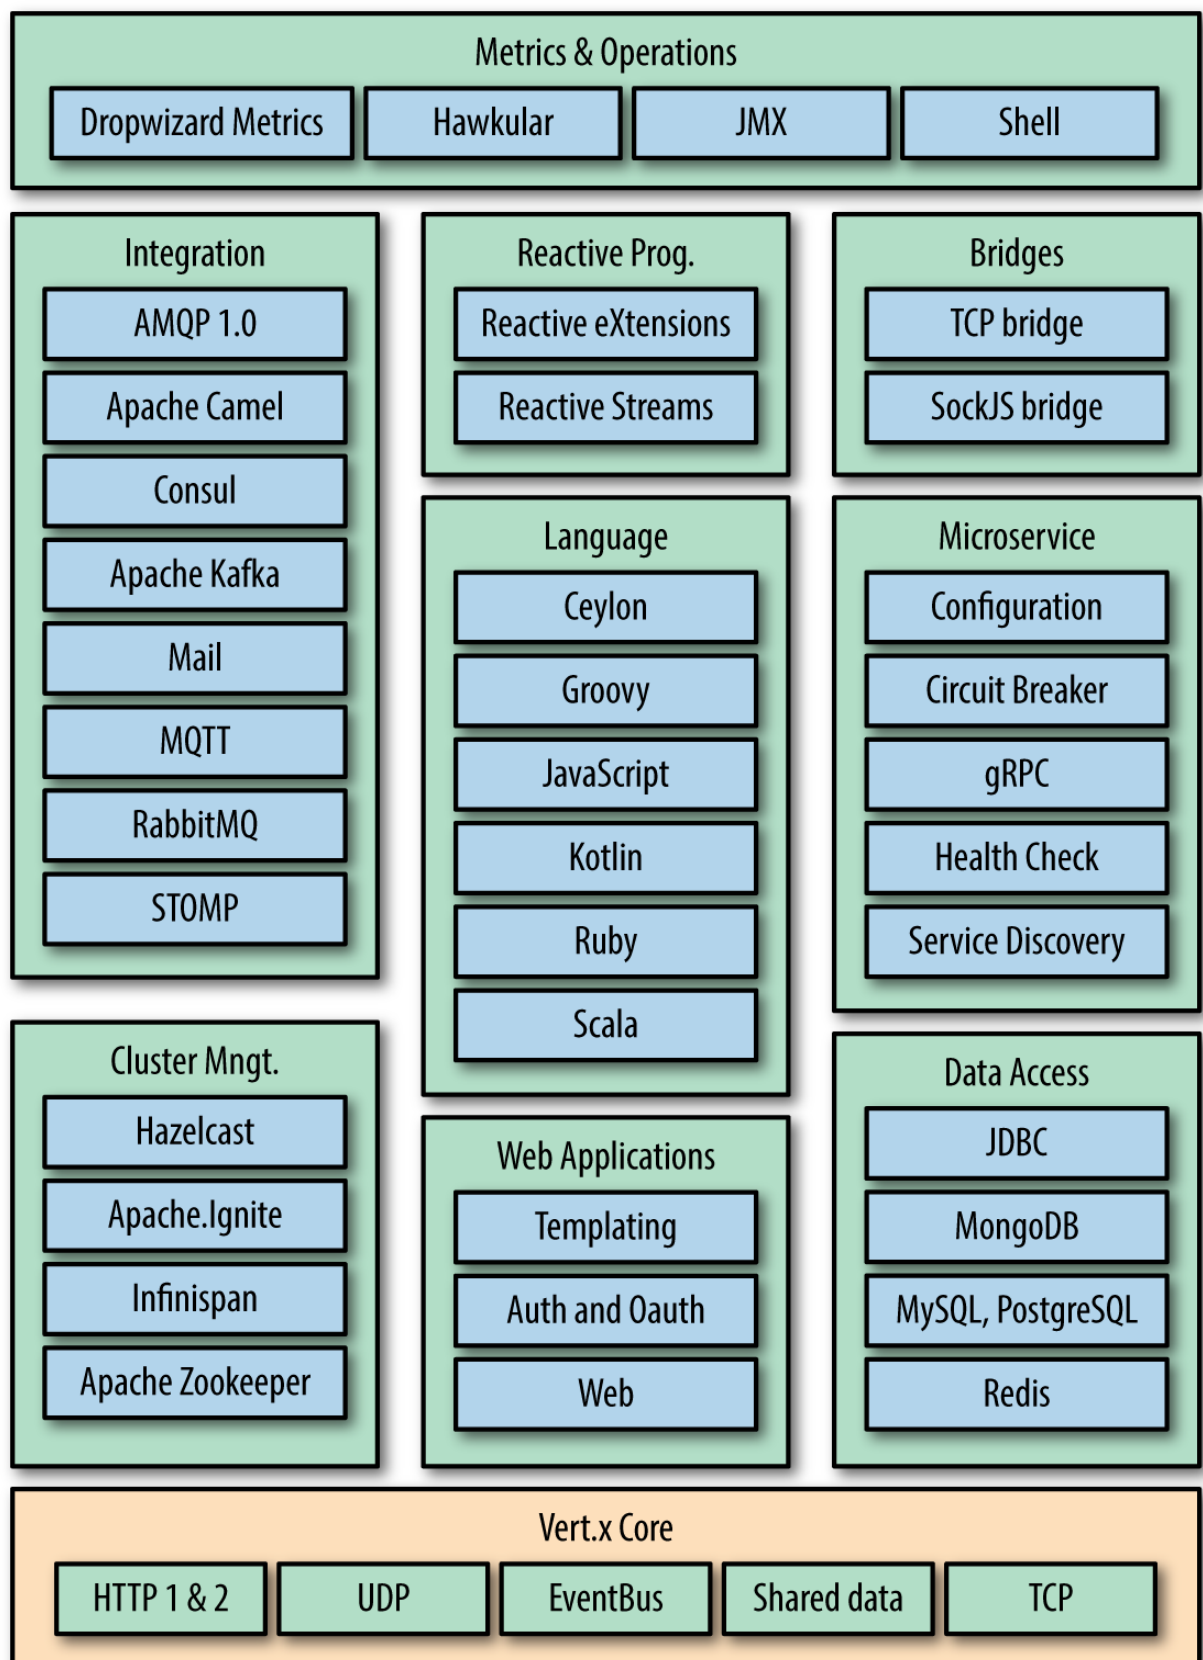 Metrics & Operations
Dropwizard Metrics
Hawkular
JMX
Shell
Integration
AMQP 1.0
Apache Camel
Consul
Apache Kafka
Mail
MQTT
RabbitMQ
STOMP
Reactive Prog.
Reactive eXtensions
Reactive Streams
Bridges
TCP bridge
SockJS bridge
Language
Ceylon
Groovy
JavaScript
Kotlin
Ruby
Scala
Microservice
Configuration
Circuit Breaker
gRPC
Health Check
Service Discovery
Cluster Mngt.
Hazelcast
Apache.Ignite
Infinispan
Apache Zookeeper
Web Applications
Templating
Auth and Oauth
Web
Data Access
JDBC
MongoDB
MySQL, PostgreSQL
Redis
Vert.x Core
HTTP 1 & 2
UDP
EventBus
Shared data
TCP